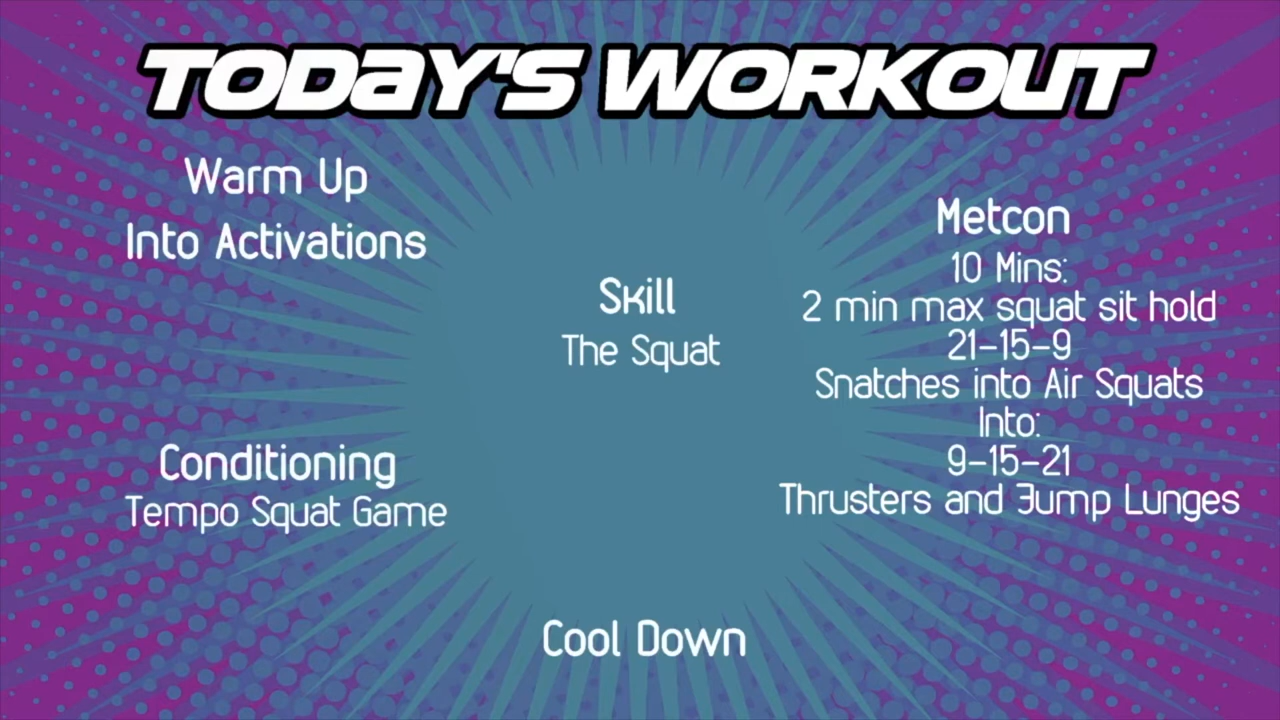 TODAY'S WORKOUT
Warm Up
Into Activations
Conditioning
Tempo Squat Game
Skill
The Squat
Metcon
10 Mins:
2 min max squat sit hold
21-15-9
Snatches into Air Squats
Into:
9-15-21
Thrusters and Jump Lunges
Cool Down